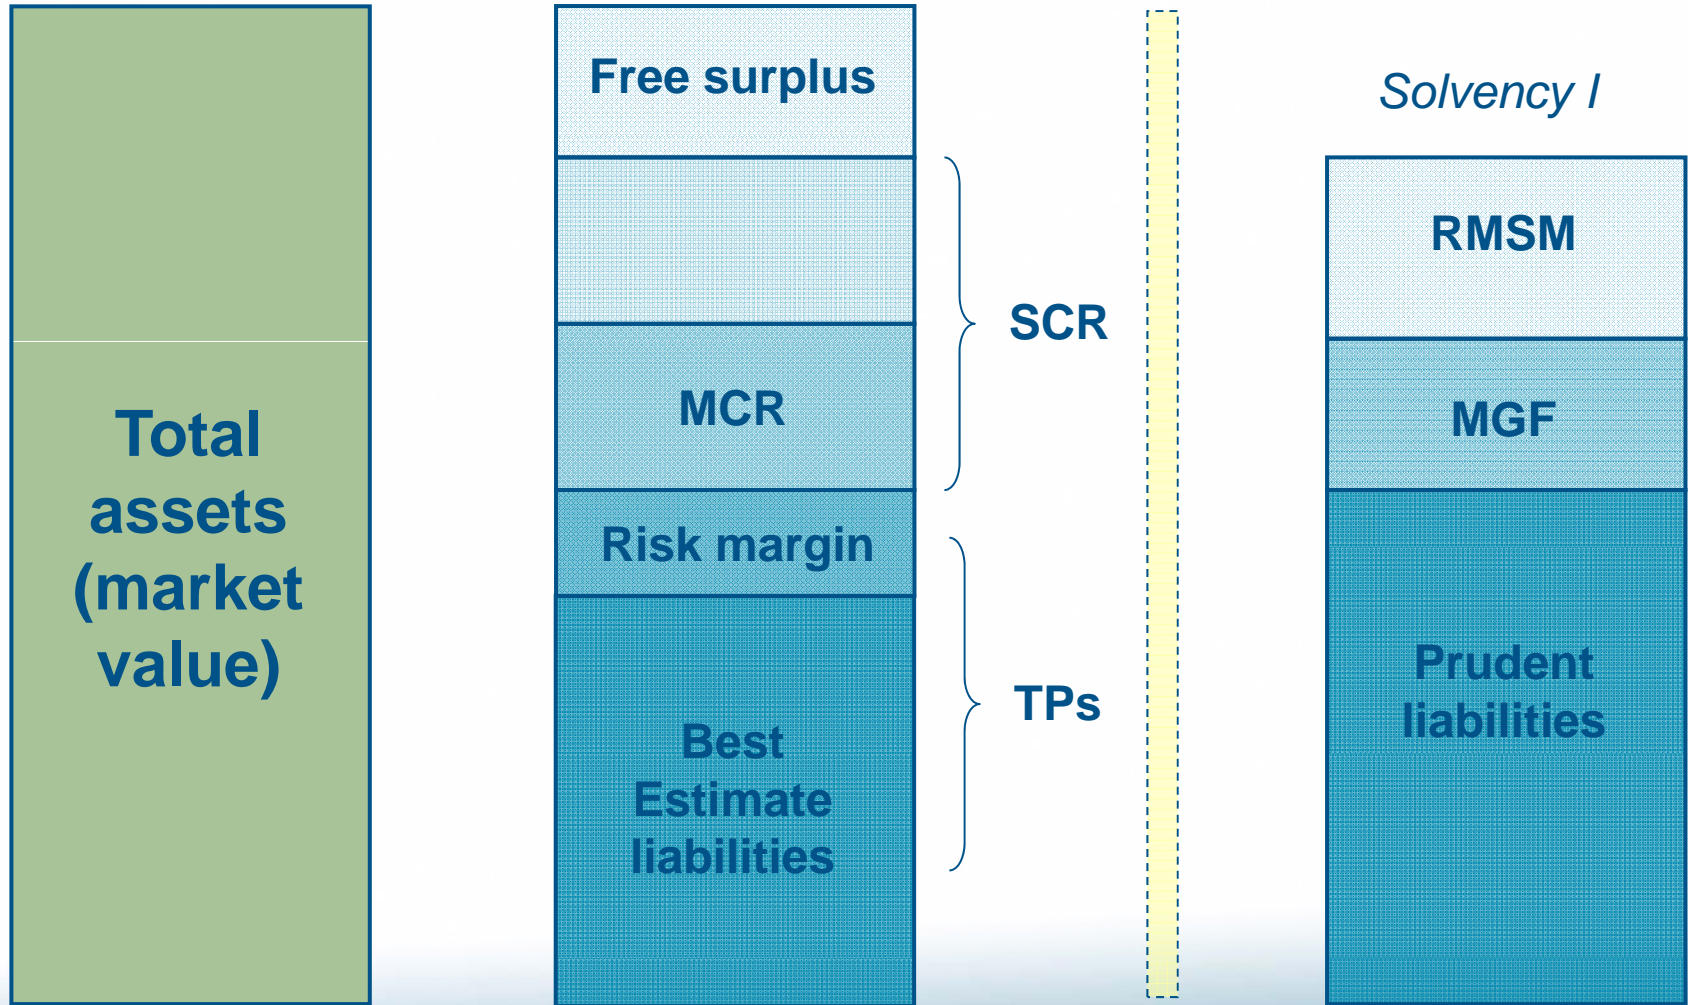 Total
assets
(market
value)
Free surplus
MCR
Risk margin
Best
Estimate
liabilities
SCR
TPs
Solvency I
RMSM
MGF
Prudent
liabilities